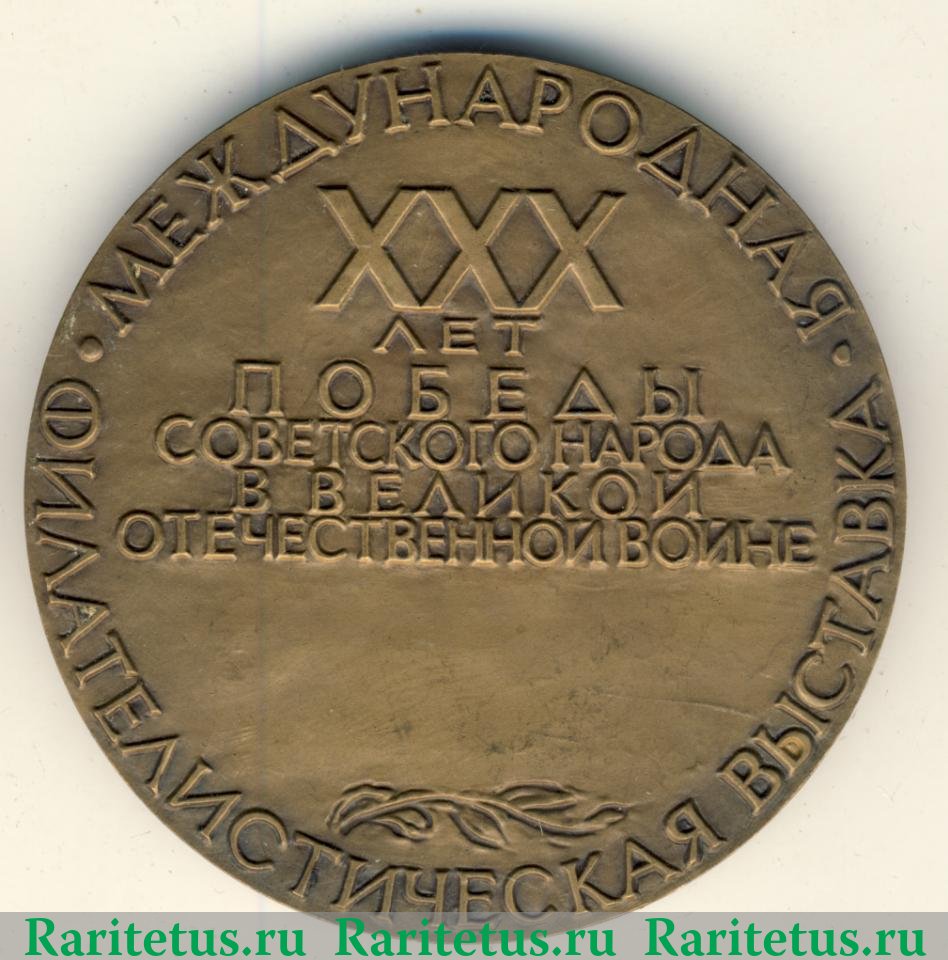 • МЕЖДУНАРОДНАЯ •
ФИЛАТЕЛИСТИЧЕСКАЯ ВЫСТАВКА
XXX
ЛЕТ
ПОБЕДЫ
СОВЕТСКОГО НАРОДА
В ВЕЛИКОЙ
ОТЕЧЕСТВЕННОЙ ВОЙНЕ
Raritetus.ru Raritetus.ru Raritetus.ru